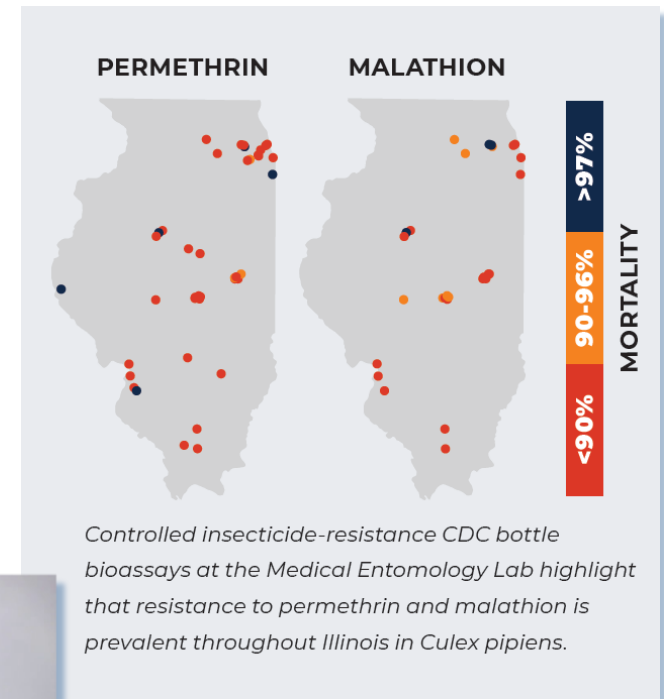 PERMETHRIN
MALATHION
>97%
90-96%
<90%
MORTALITY
Controlled insecticide-resistance CDC bottle
bioassays at the Medical Entomology Lab highlight
that resistance to permethrin and malathion is
prevalent throughout Illinois in Culex pipiens.